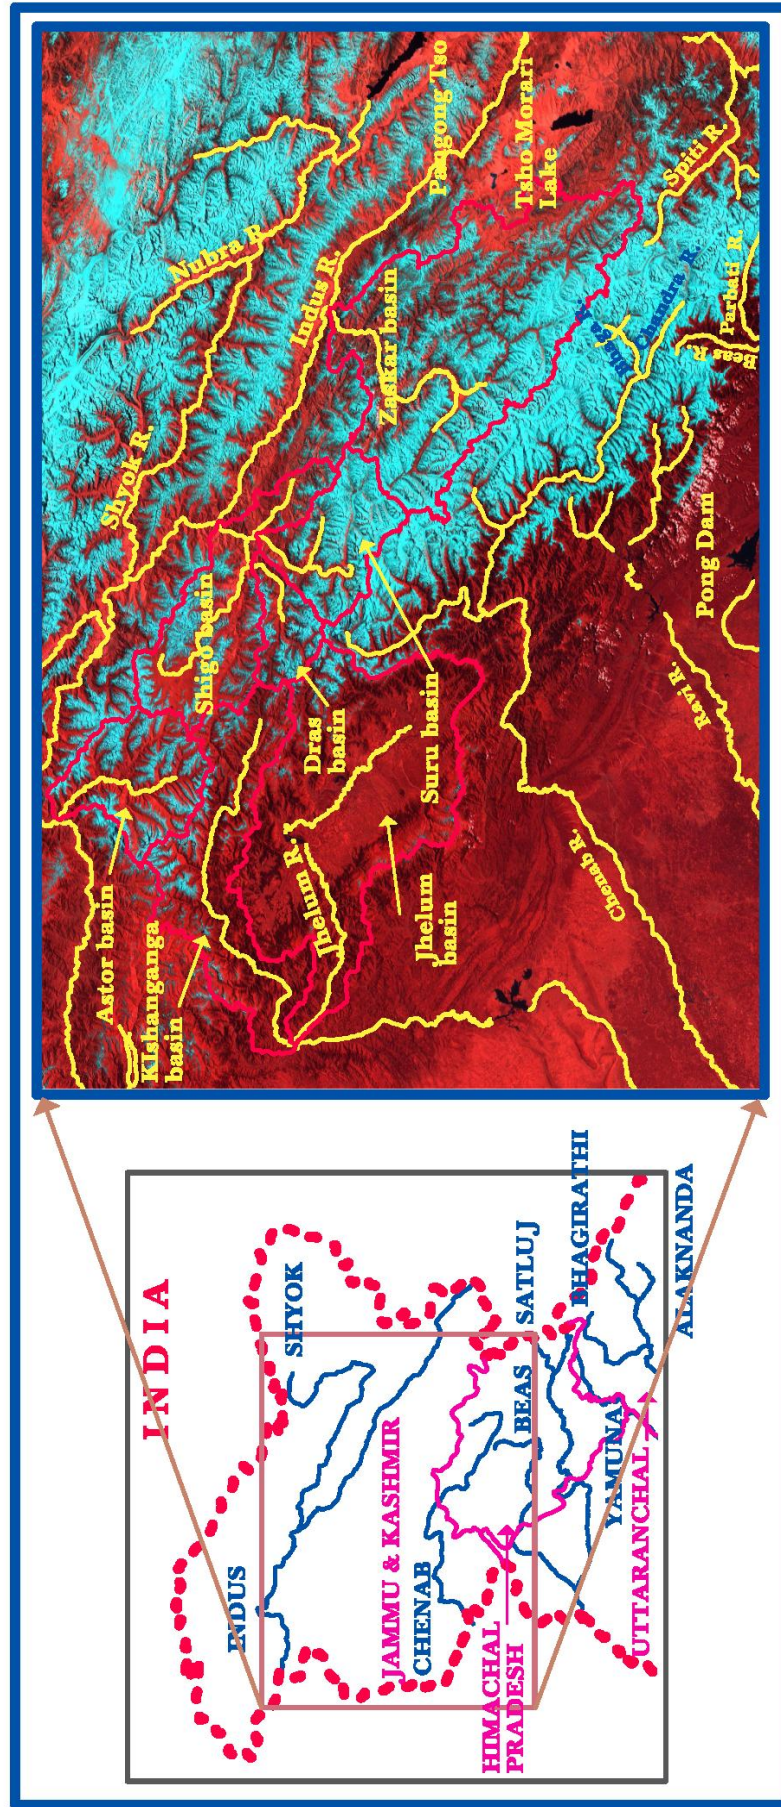 INDIA
SHYOK
INDUS
JAMMU & KASHMIR
CHENAB
HIMACHAL
PRADESH
BEAS
SATLUJ
BHAGIRATHI
YAMUNA
UTTARANCHAL
ALAKNANDA
Shyok R.
Nubra R
Indus R.
Pangong Tso
Tsho Morari
Lake
Spiti R.
Shigo basin
Astor basin
KIshanganga
basin
Zaskar basin
Dras
basin
Suru basin
Jhelum R.
Jhelum
basin
Chandra R.
Parbati R.
Beas R.
Pong Dam
Ravi R.
Chenab R.